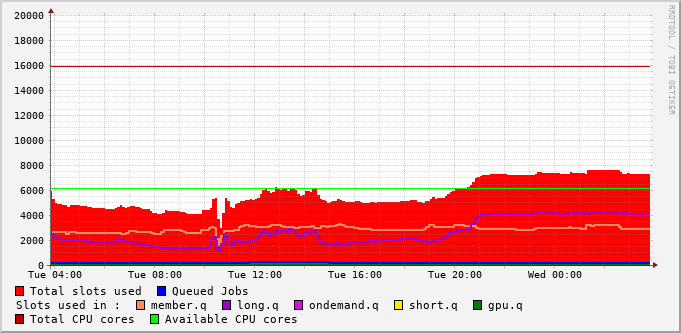 RRDTOOL / TOBI OETIKER
20000
18000
16000
14000
12000
10000
8000
6000
4000
2000
0
Tue 04:00 Tue 08:00 Tue 12:00 Tue 16:00 Tue 20:00 Wed 00:00
Total slots used Queued Jobs
Slots used in : member.q long.q ondemand.q short.q gpu.q
Total CPU cores Available CPU cores